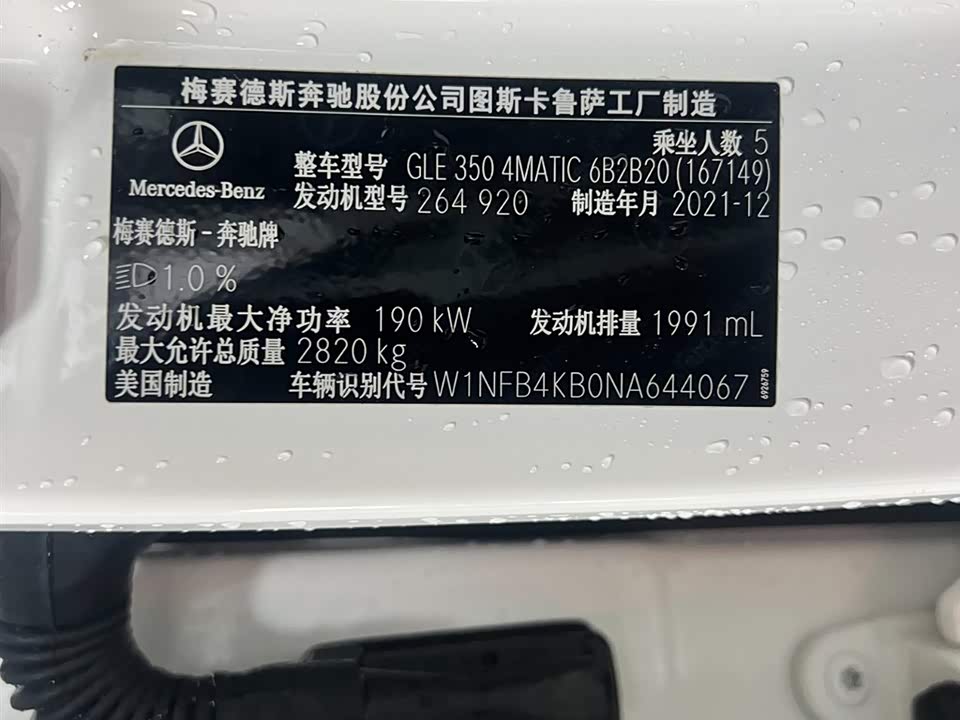 梅赛德斯奔驰股份公司图斯卡鲁萨工厂制造
乘坐人数 5
整车型号 GLE 350 4MATIC 6B2B20 (167149)
Mercedes-Benz
发动机型号 264 920 制造年月 2021-12
梅赛德斯-奔驰牌
1.0 %
发动机最大净功率 190 kW 发动机排量 1991 mL
最大允许总质量 2820 kg
美国制造 车辆识别代号 W1NFB4KB0NA644067
6926759